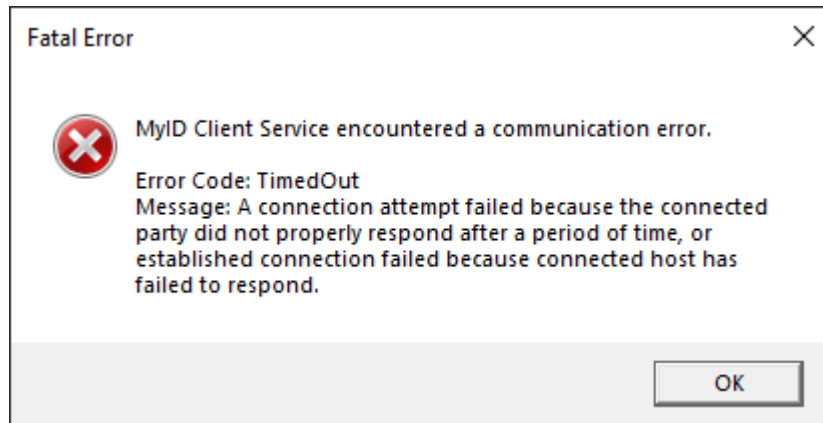 Fatal Error
MyID Client Service encountered a communication error.
Error Code: TimedOut
Message: A connection attempt failed because the connected
party did not properly respond after a period of time, or
established connection failed because connected host has
failed to respond.
OK